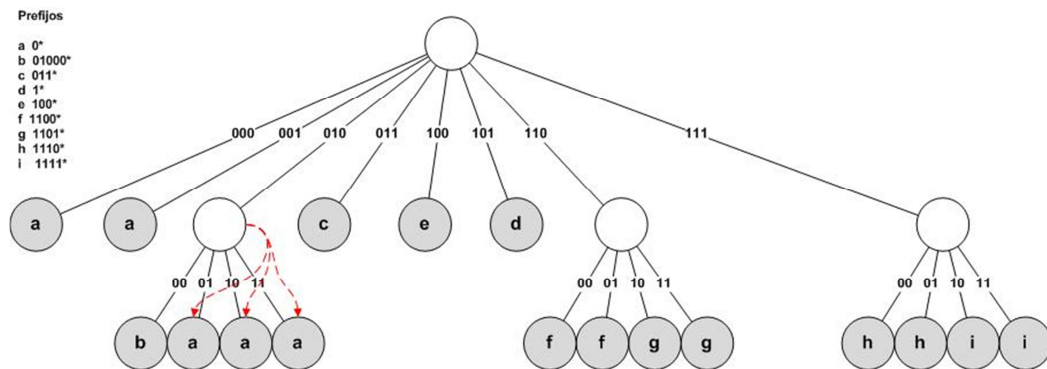 Prefijos
a 0*
b 01000*
c 011*
d 1*
e 100*
f 1100*
g 1101*
h 1110*
i 1111*
000 001 010 011 100 101 110 111
a a c e d
00 01 10 11 00 01 10 11 00 01 10 11
b a a a f f g g h h i i